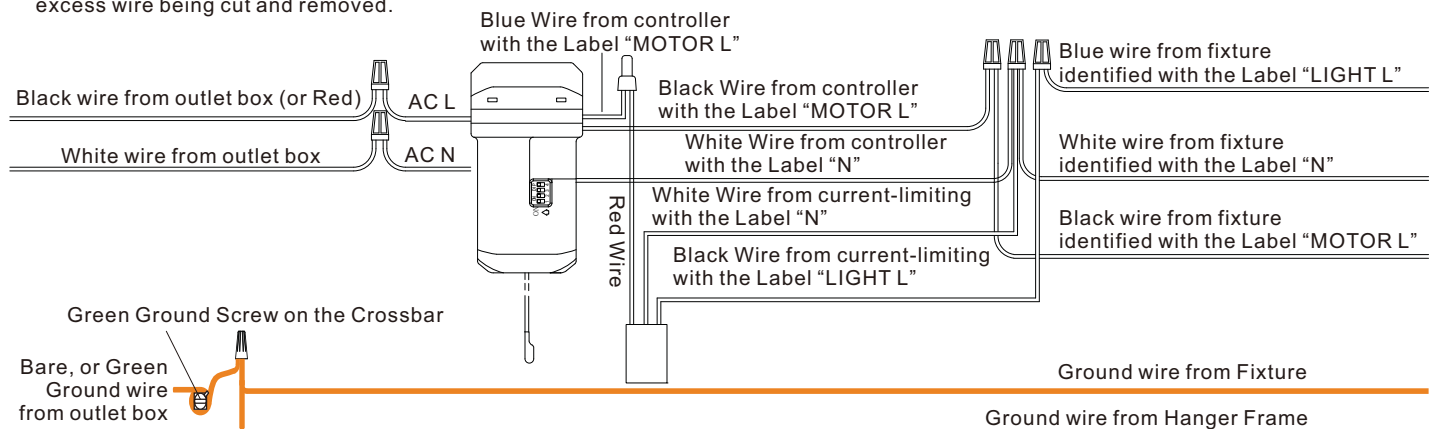 excess wire being cut and removed.
Blue Wire from controller
with the Label “MOTOR L”
Black wire from outlet box (or Red)
AC L
White wire from outlet box
AC N
Black Wire from controller
with the Label “MOTOR L”
White Wire from controller
with the Label “N”
White Wire from current-limiting
with the Label “N”
Black Wire from current-limiting
with the Label “LIGHT L”
Red Wire
Blue wire from fixture
identified with the Label “LIGHT L”
White wire from fixture
identified with the Label “N”
Black wire from fixture
identified with the Label “MOTOR L”
Green Ground Screw on the Crossbar
Bare, or Green
Ground wire
from outlet box
Ground wire from Fixture
Ground wire from Hanger Frame